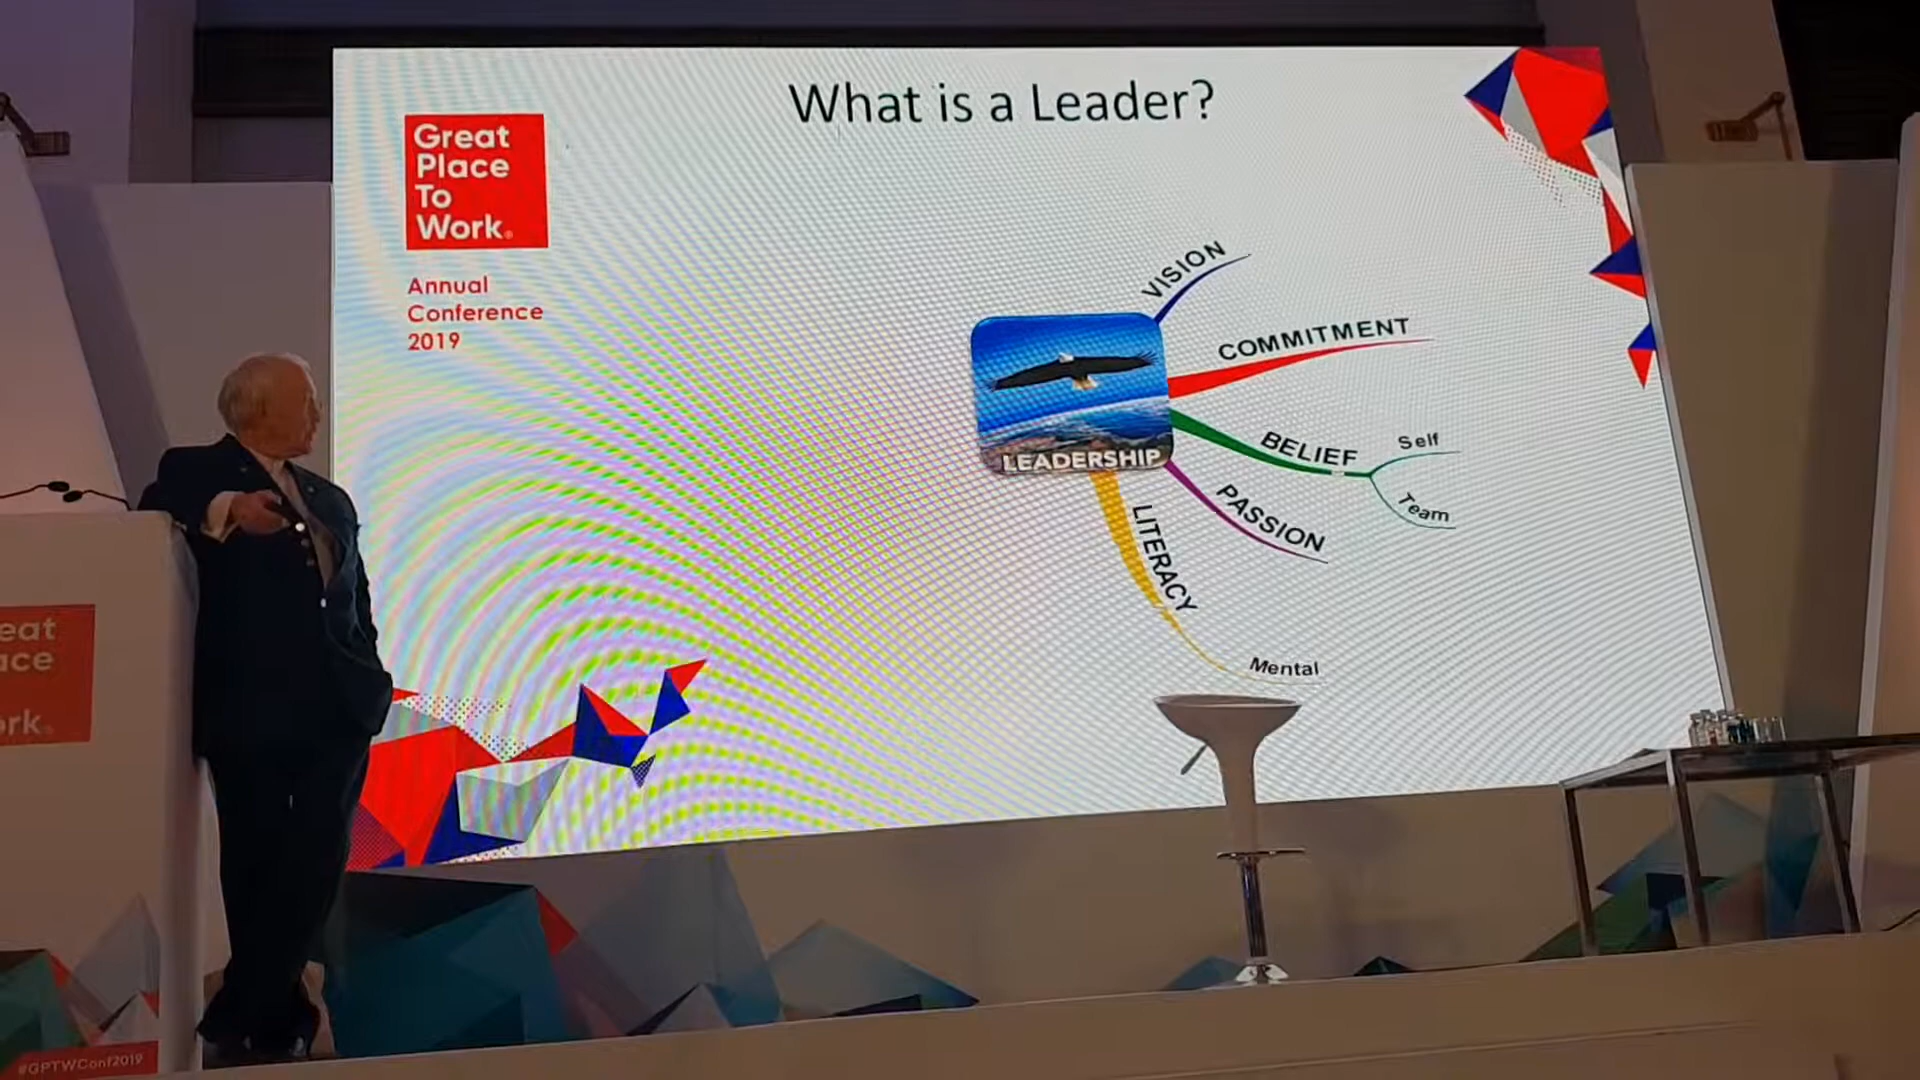 What is a Leader?
Great
Place
To
Work®
Annual
Conference
2019
VISION
COMMITMENT
BELIEF
Self
Team
PASSION
LITERACY
Mental
LEADERSHIP
eat
ace
ork.
#GPTWConf2019